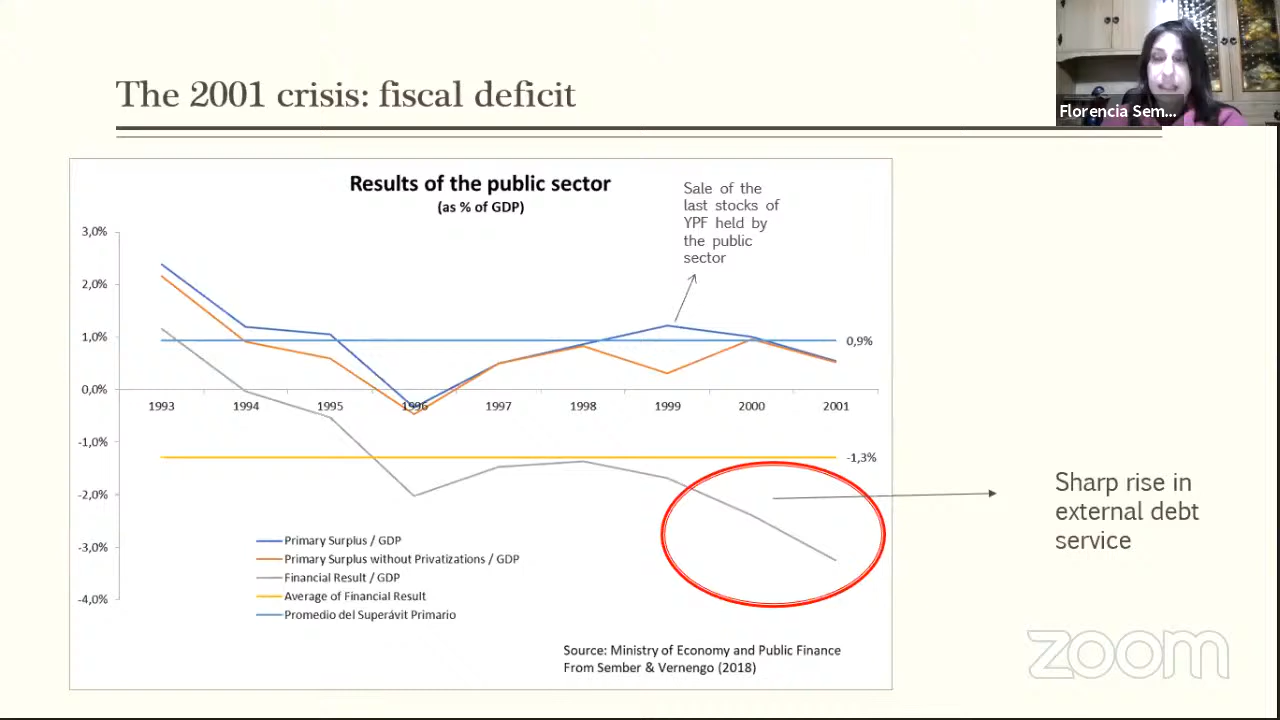 The 2001 crisis: fiscal deficit
Florencia Sem...
Results of the public sector
(as % of GDP)
Sale of the
last stocks of
YPF held by
the public
sector
3,0%
2,0%
1,0%
0,0%
-1,0%
-2,0%
-3,0%
-4,0%
0,9%
1993 1994 1995 1996 1997 1998 1999 2000 2001
-1,3%
Sharp rise in
external debt
service
Primary Surplus / GDP
Primary Surplus without Privatizations / GDP
Financial Result / GDP
Average of Financial Result
Promedio del Superávit Primario
Source: Ministry of Economy and Public Finance
From Sember & Vernengo (2018)
zoom